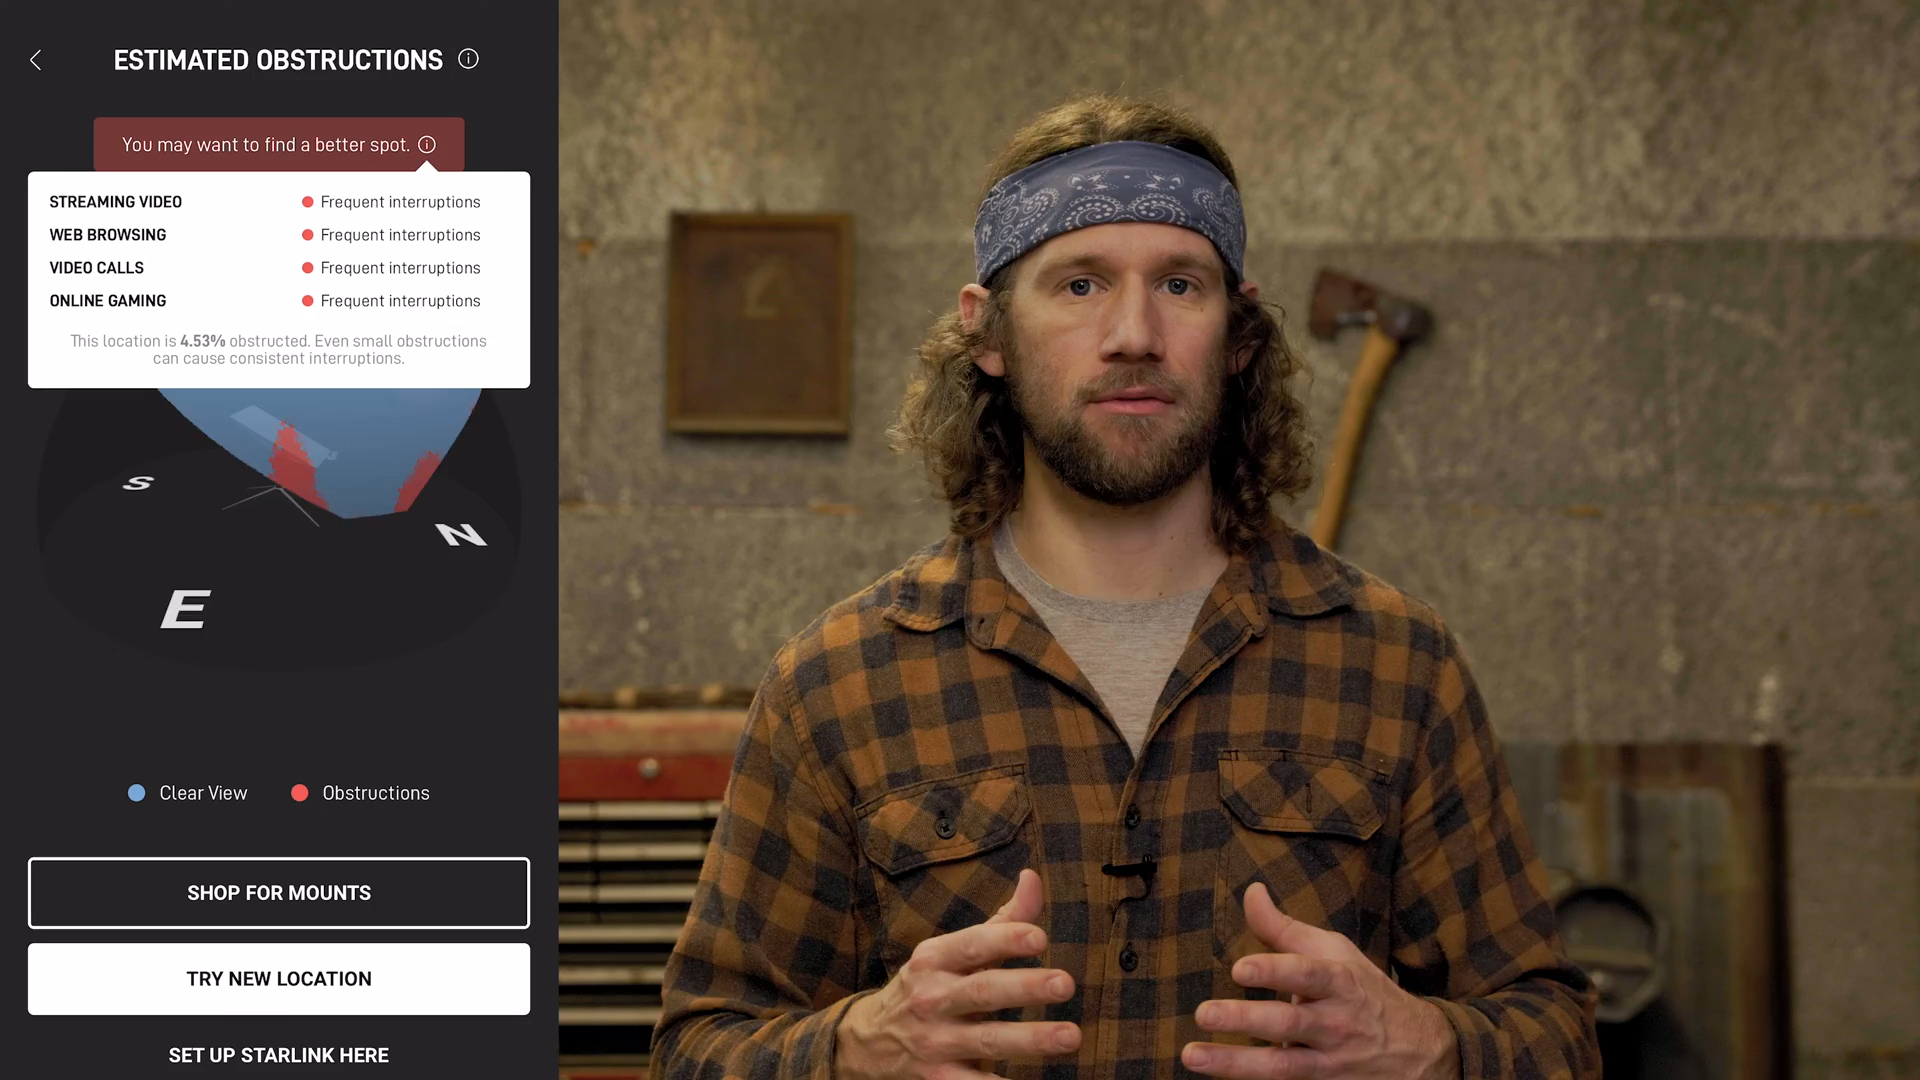 ESTIMATED OBSTRUCTIONS
You may want to find a better spot.
STREAMING VIDEO Frequent interruptions
WEB BROWSING Frequent interruptions
VIDEO CALLS Frequent interruptions
ONLINE GAMING Frequent interruptions
This location is 4.53% obstructed. Even small obstructions
can cause consistent interruptions.
S
N
E
Clear View Obstructions
SHOP FOR MOUNTS
TRY NEW LOCATION
SET UP STARLINK HERE